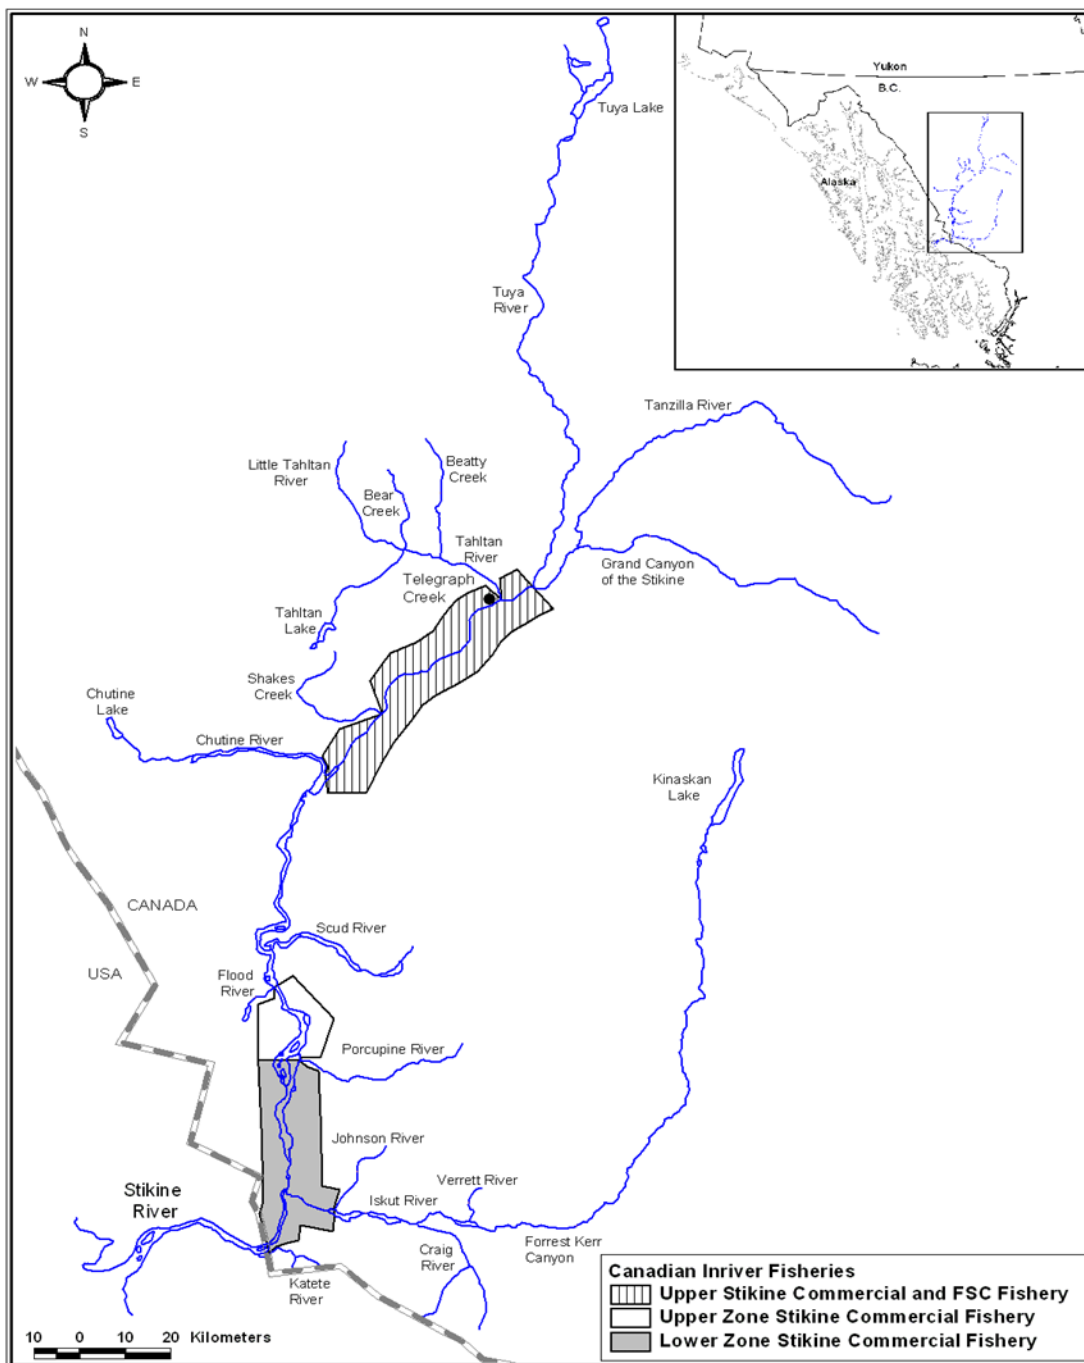 N
W
E
S
Yukon
B.C.
Alaska
Tuya Lake
Tuya
River
Tanzilla River
Little Tahltan
River
Beatty
Creek
Bear
Creek
Tahltan
River
Grand Canyon
of the Stikine
Telegraph
Creek
Tahltan
Lake
Shakes
Creek
Chutine
Lake
Chutine River
Kinaskan
Lake
CANADA
USA
Scud River
Flood
River
Porcupine River
Johnson River
Verrett River
Stikine
River
Iskut River
Forrest Kerr
Canyon
Craig
River
Katete
River
Canadian Inriver Fisheries
Upper Stikine Commercial and FSC Fishery
Upper Zone Stikine Commercial Fishery
Lower Zone Stikine Commercial Fishery
10 0 10 20 Kilometers